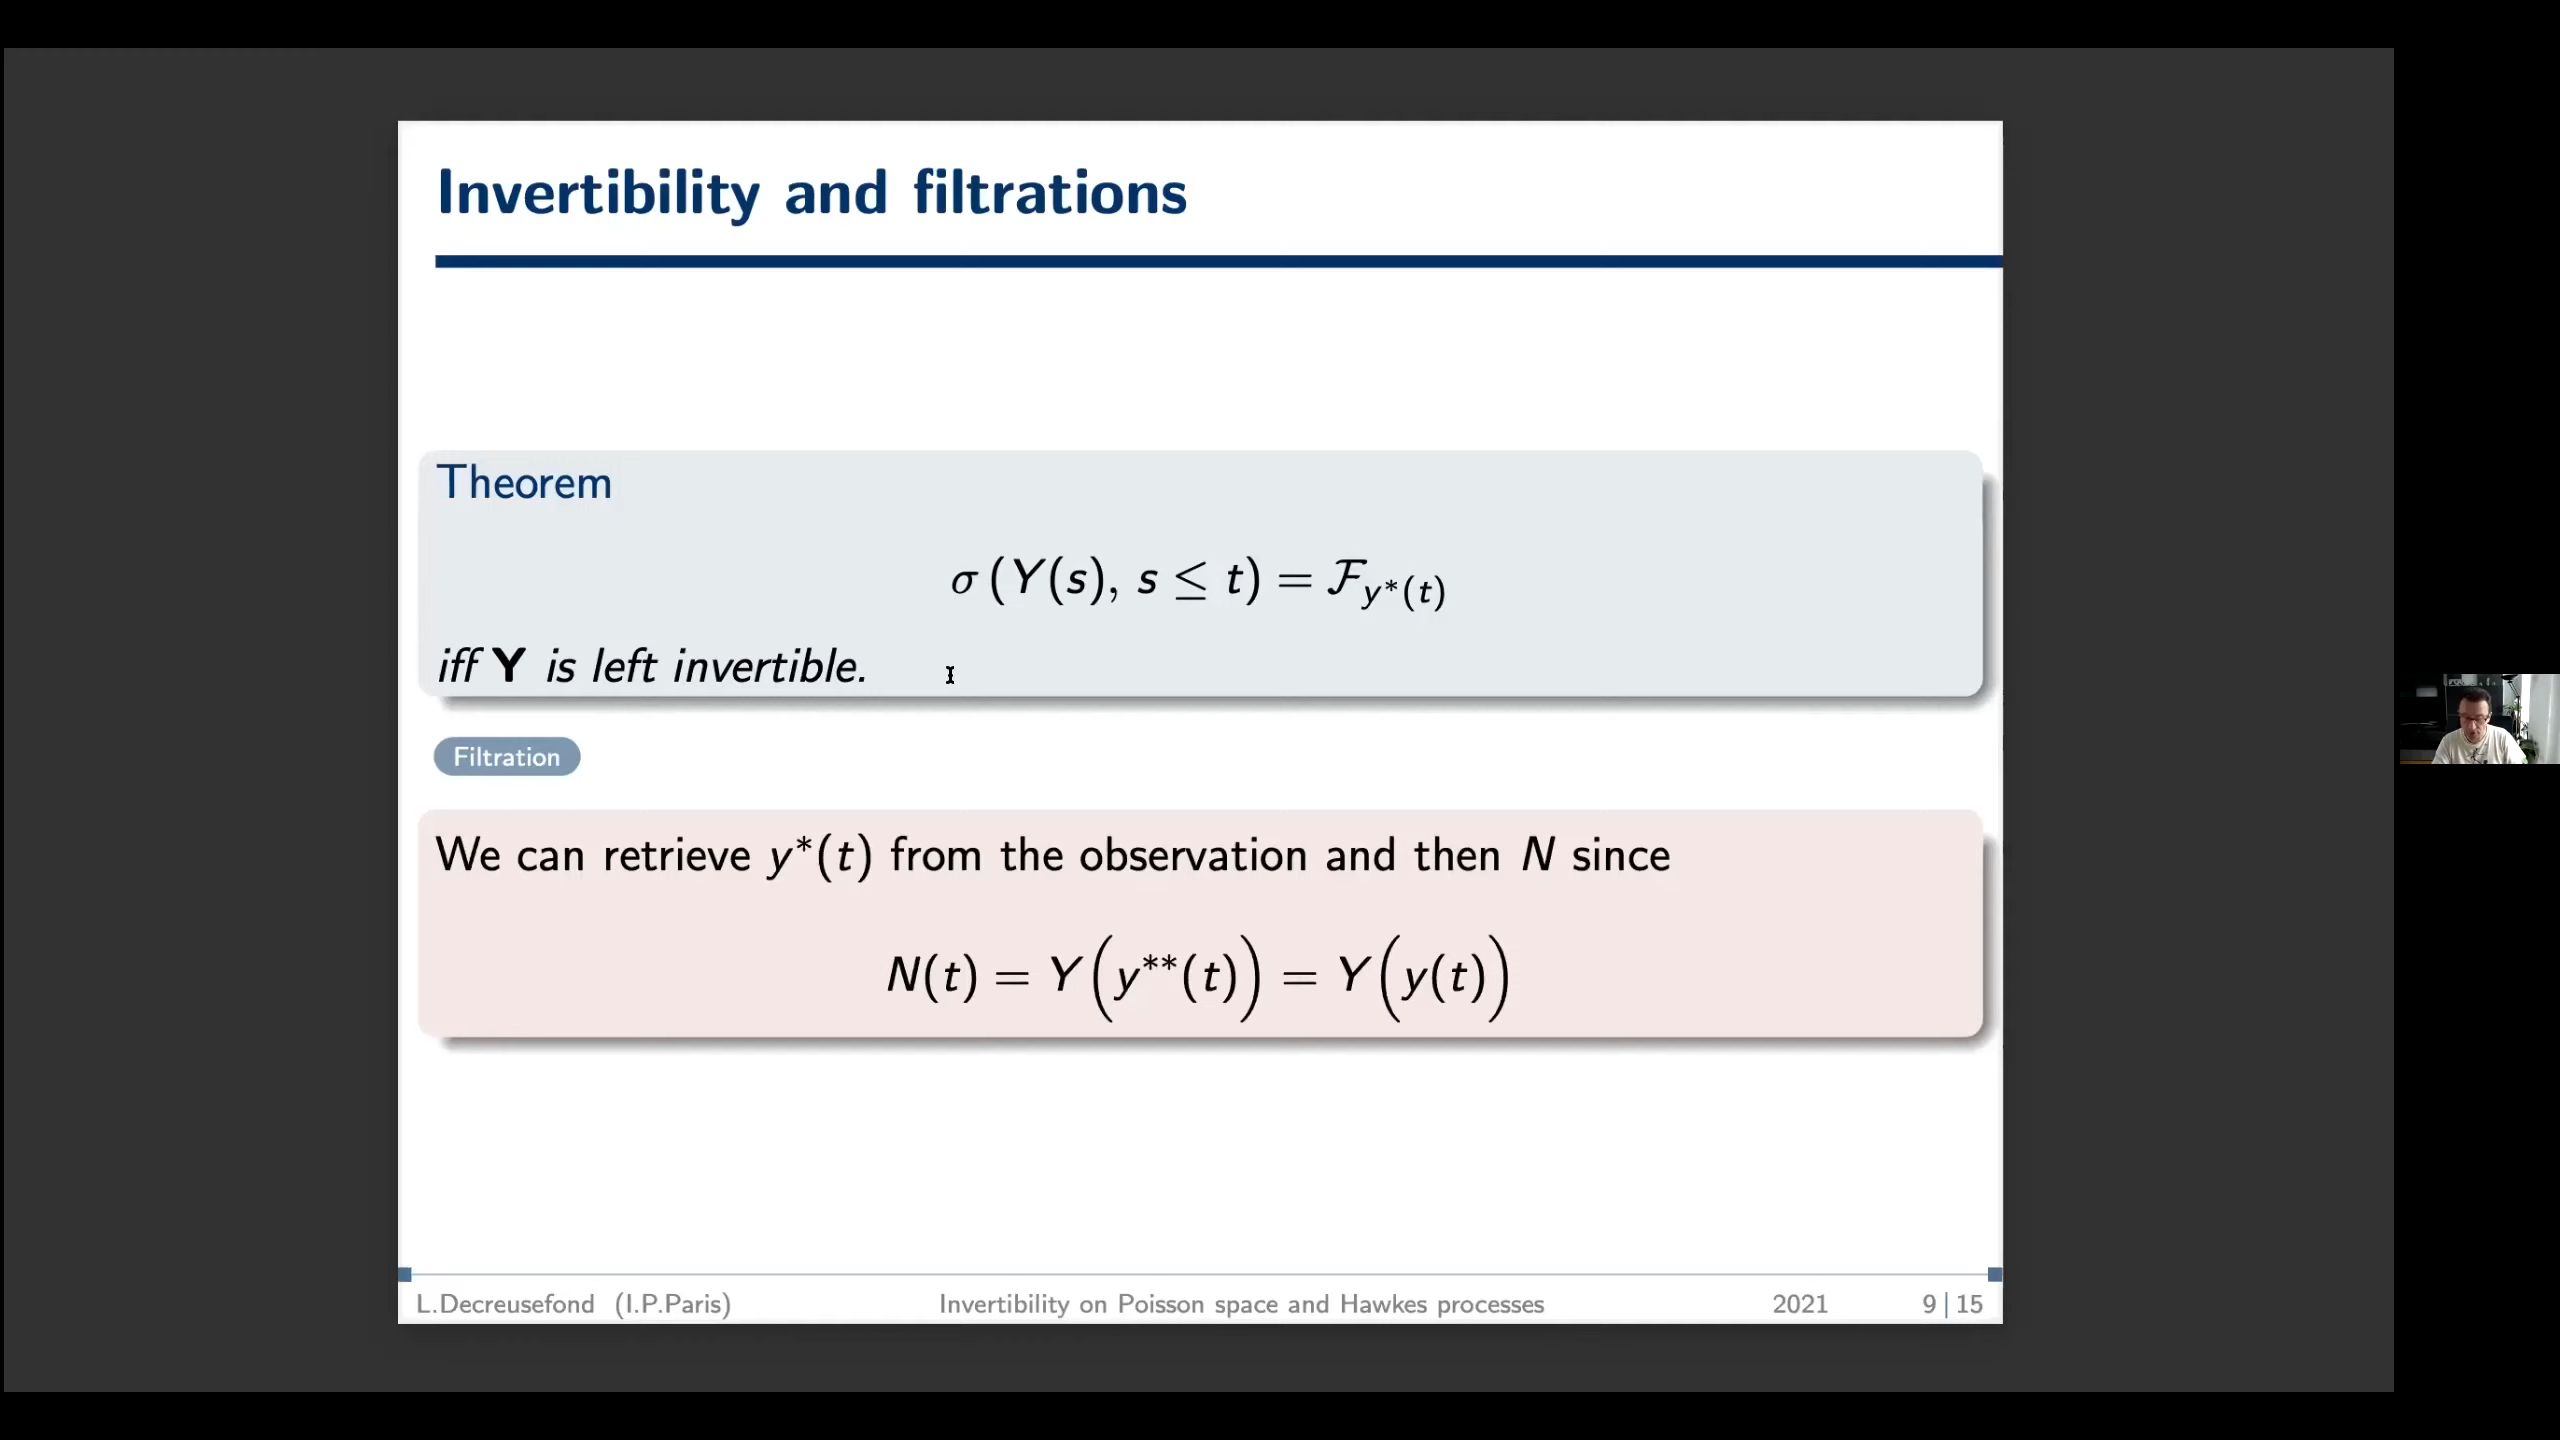 Invertibility and filtrations
Theorem
σ (Y(s), s ≤ t) = 𝓕_{y*(t)}
iff Y is left invertible.
Filtration
We can retrieve y*(t) from the observation and then N since
N(t) = Y(y**(t)) = Y(y(t))
L.Decreusefond (I.P.Paris) Invertibility on Poisson space and Hawkes processes 2021 9 | 15